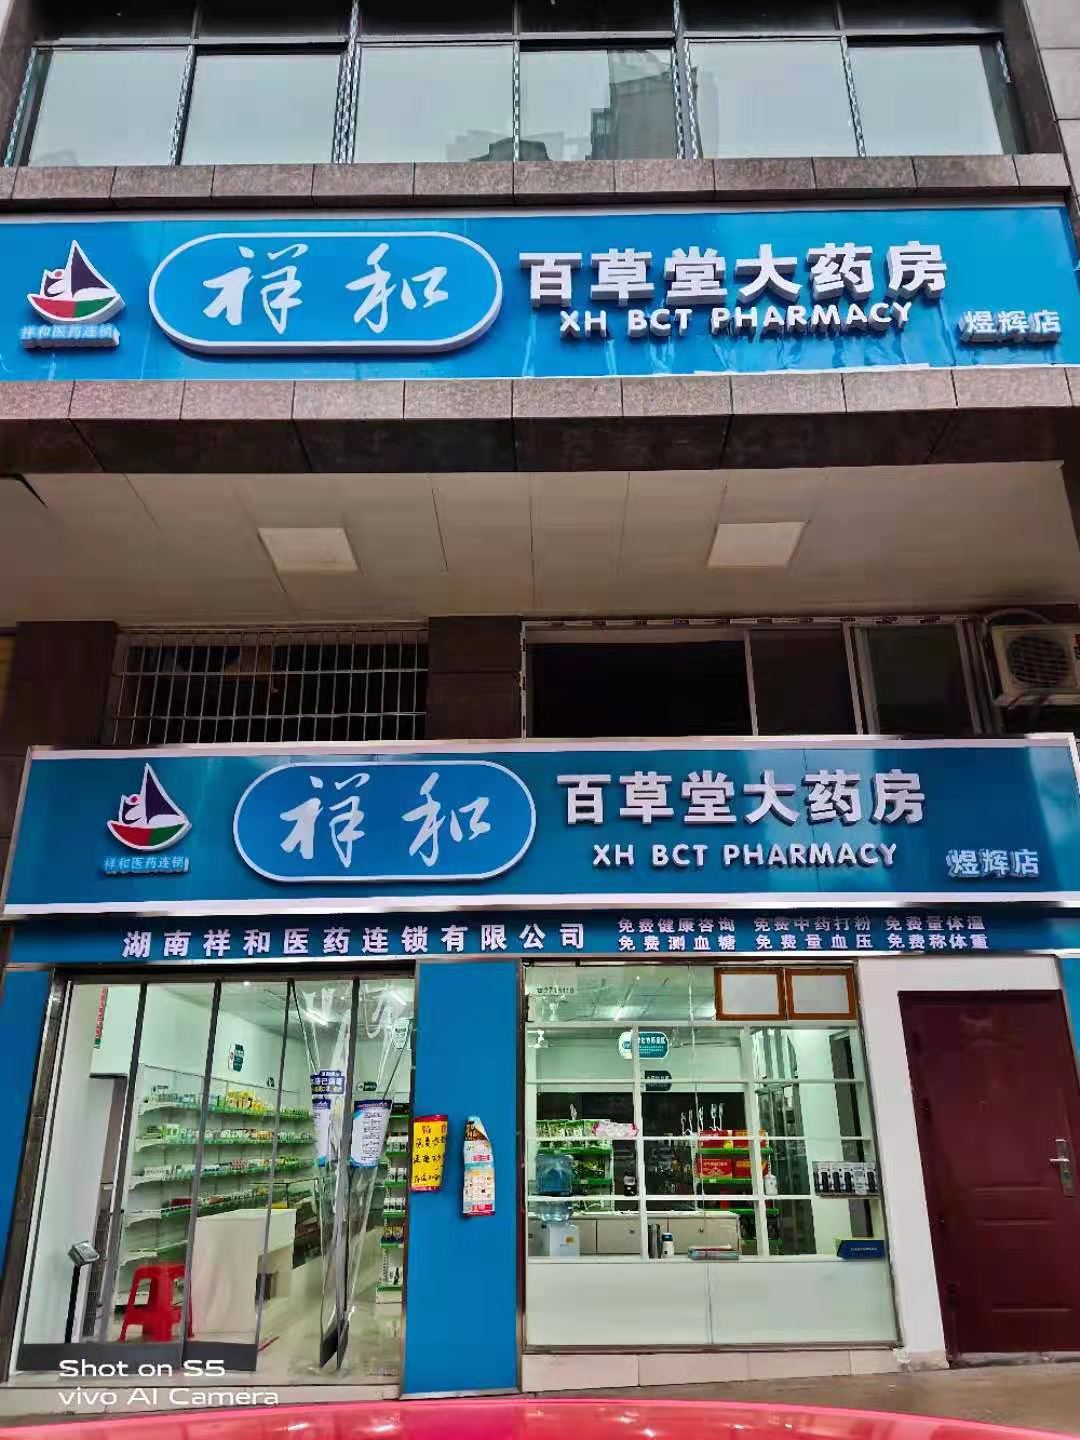 祥和
百草堂大药房
XH BCT PHARMACY
祥和医药连锁
煜辉店
祥和
百草堂大药房
XH BCT PHARMACY
祥和医药连锁
煜辉店
湖南祥和医药连锁有限公司
免费健康咨询 免费中药打粉 免费量体温
免费测血糖 免费量血压 免费称体重
Shot on S5
vivo AI Camera